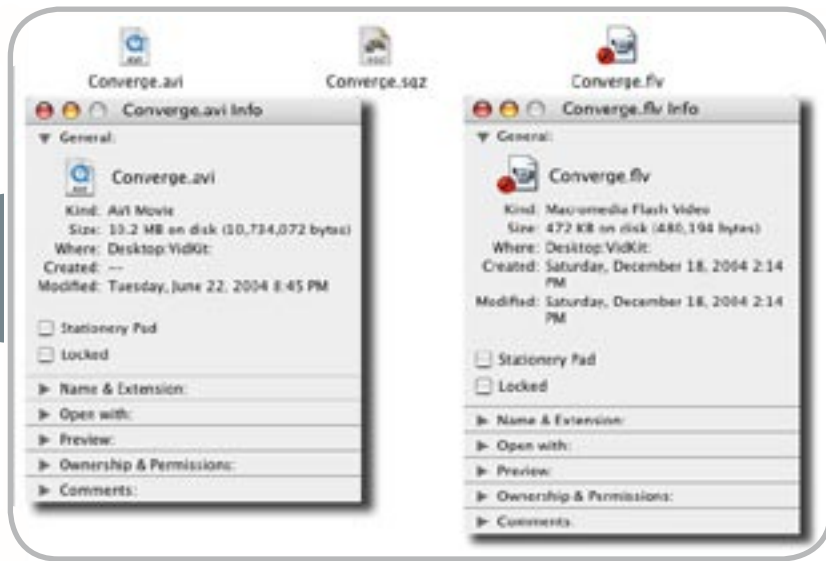 Converge.avi
Converge.sqz
Converge.flv
Converge.avi Info
General:
Converge.avi
Kind: AVI Movie
Size: 10.2 MB on disk (10,734,072 bytes)
Where: Desktop:VidKit:
Created: --
Modified: Tuesday, June 22, 2004 8:45 PM
Stationery Pad
Locked
Name & Extension:
Open with:
Preview:
Ownership & Permissions:
Comments:
Converge.flv Info
General:
Converge.flv
Kind: Macromedia Flash Video
Size: 472 KB on disk (480,194 bytes)
Where: Desktop:VidKit:
Created: Saturday, December 18, 2004 2:14
PM
Modified: Saturday, December 18, 2004 2:14
PM
Stationery Pad
Locked
Name & Extension:
Open with:
Preview:
Ownership & Permissions:
Comments: